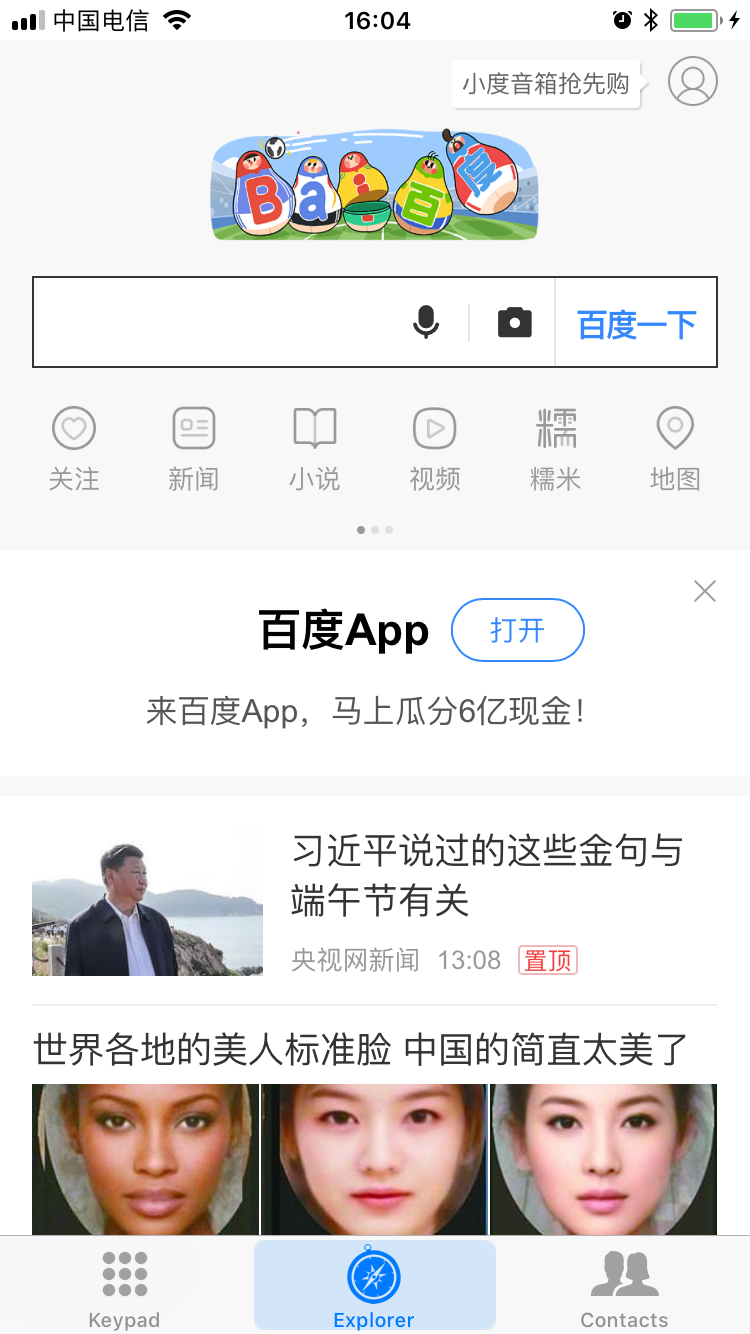 中国电信
16:04
小度音箱抢先购
Bai百度
百度一下
关注
新闻
小说
视频
糯
糯米
地图
百度App
打开
来百度App，马上瓜分6亿现金！
习近平说过的这些金句与
端午节有关
央视网新闻 13:08 置顶
世界各地的美人标准脸 中国的简直太美了
Keypad
Explorer
Contacts